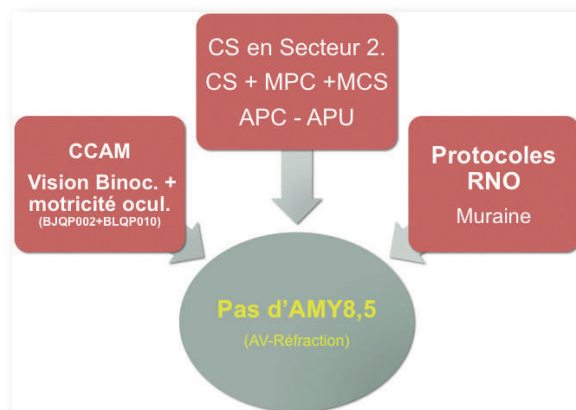 CS en Secteur 2.
CS + MPC +MCS
APC - APU
CCAM
Vision Binoc. +
motricité ocul.
(BJQP002+BLQP010)
Protocoles
RNO
Muraine
Pas d'AMY8,5
(AV-Réfraction)